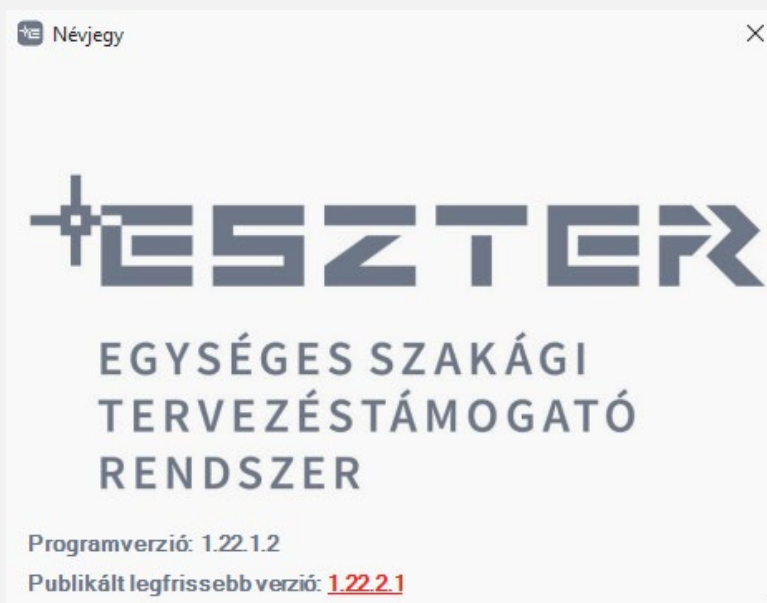 Névjegy
ESZTER
EGYSÉGES SZAKÁGI
TERVEZÉSTÁMOGATÓ
RENDSZER
Programverzió: 1.22.1.2
Publikált legfrissebb verzió: 1.22.2.1